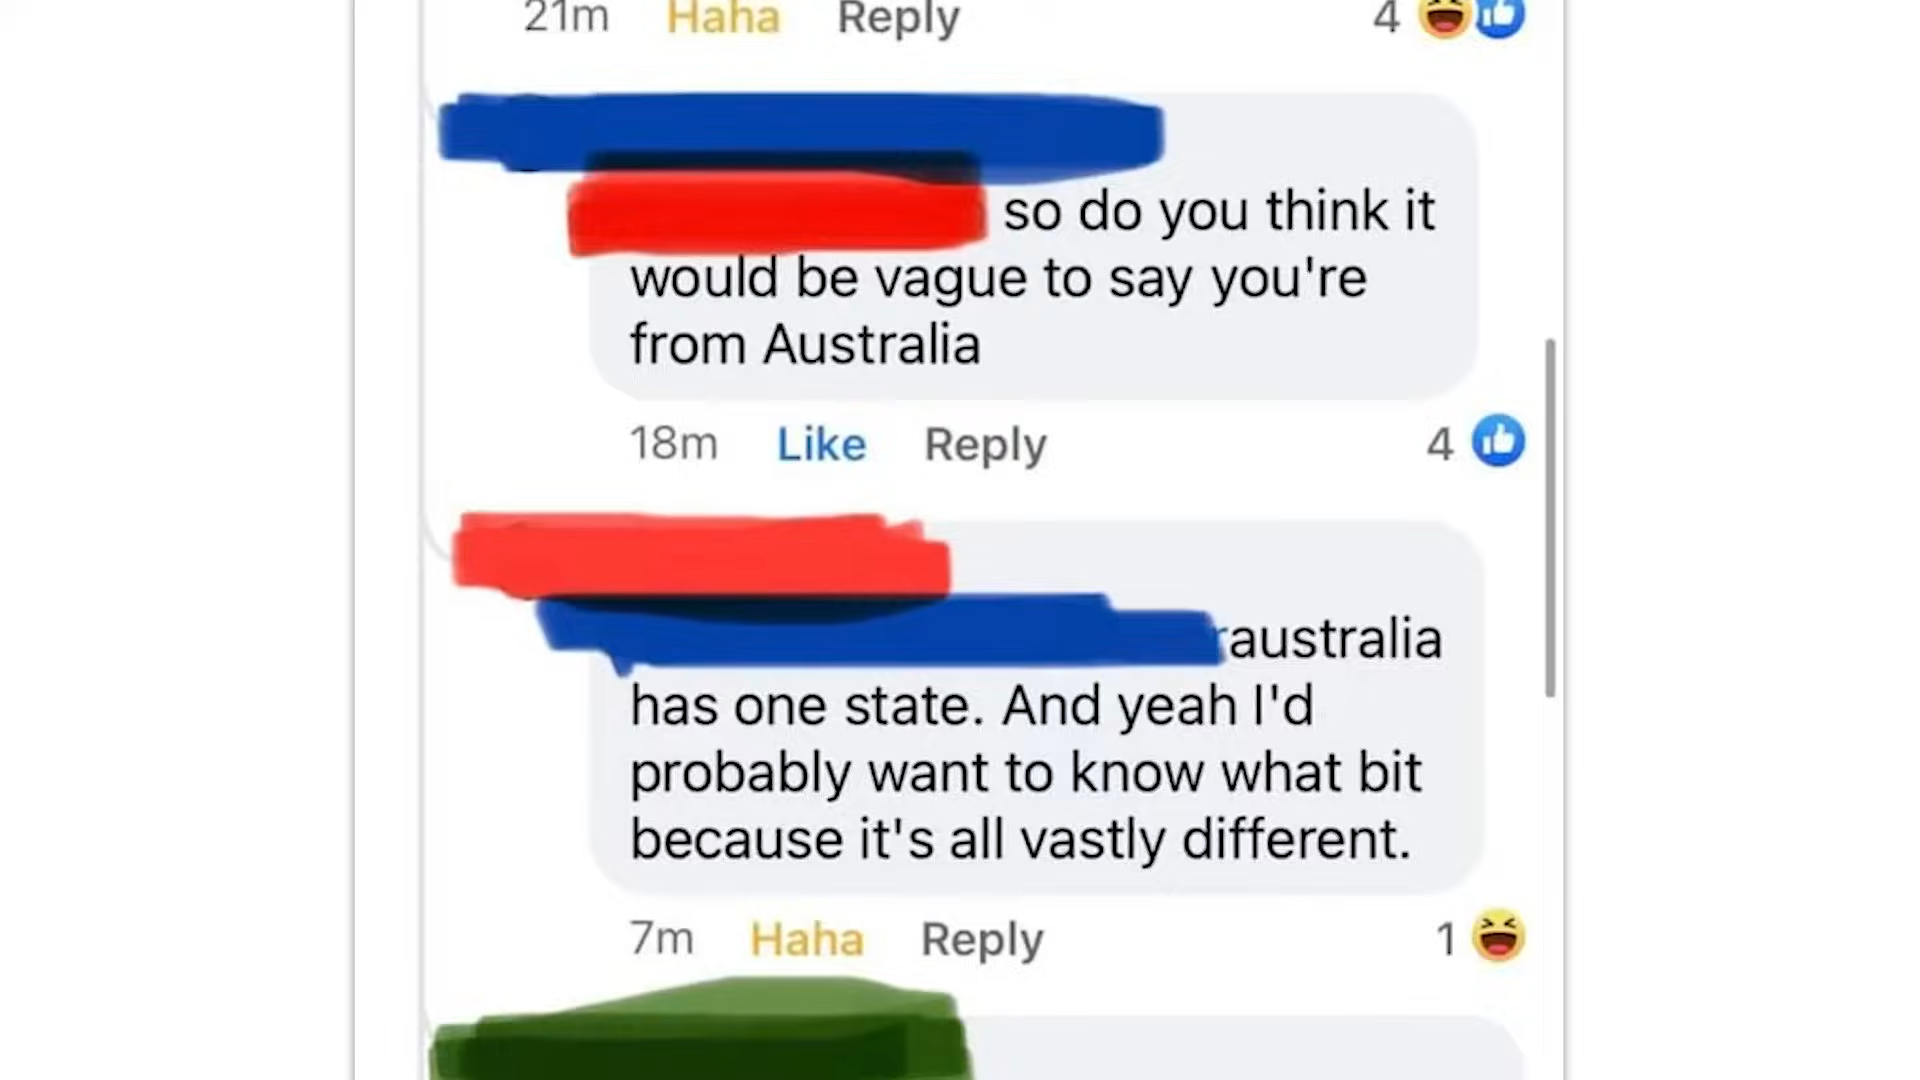 21m Haha Reply 4
so do you think it
would be vague to say you're
from Australia
18m Like Reply 4
raustralia
has one state. And yeah I'd
probably want to know what bit
because it's all vastly different.
7m Haha Reply 1